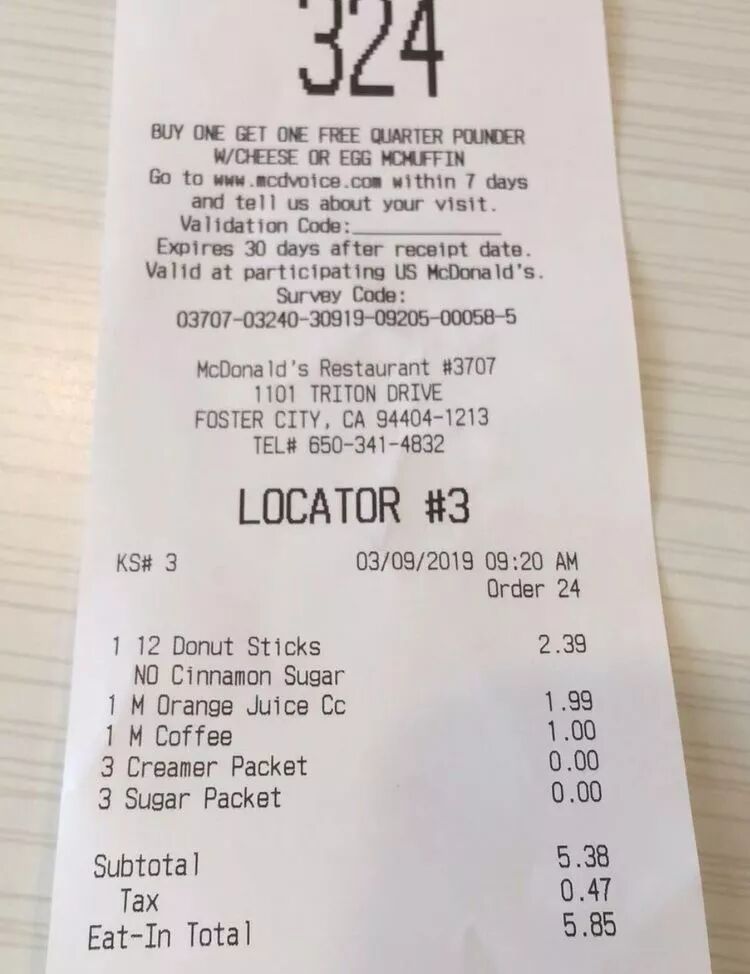 324
BUY ONE GET ONE FREE QUARTER POUNDER
W/CHEESE OR EGG MCMUFFIN
Go to www.mcdvoice.com within 7 days
and tell us about your visit.
Validation Code:____________
Expires 30 days after receipt date.
Valid at participating US McDonald's.
Survey Code:
03707-03240-30919-09205-00058-5
McDonald's Restaurant #3707
1101 TRITON DRIVE
FOSTER CITY, CA 94404-1213
TEL# 650-341-4832
LOCATOR #3
KS# 3 03/09/2019 09:20 AM
Order 24
1 12 Donut Sticks 2.39
NO Cinnamon Sugar
1 M Orange Juice Cc 1.99
1 M Coffee 1.00
3 Creamer Packet 0.00
3 Sugar Packet 0.00
Subtotal 5.38
Tax 0.47
Eat-In Total 5.85